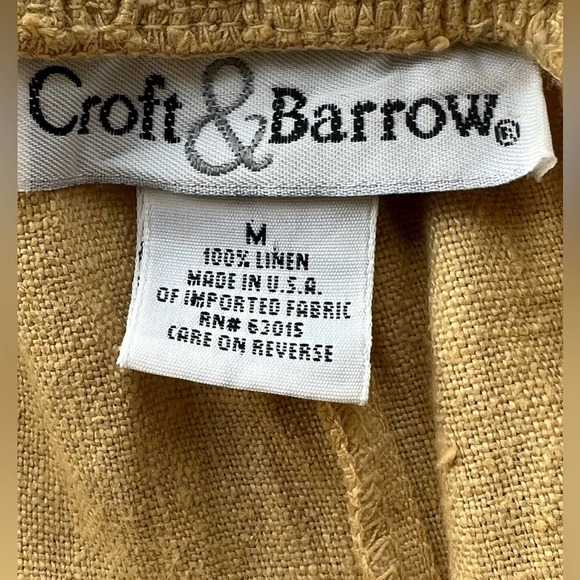 Croft & Barrow®
M
100% LINEN
MADE IN U.S.A.
OF IMPORTED FABRIC
RN# 63015
CARE ON REVERSE